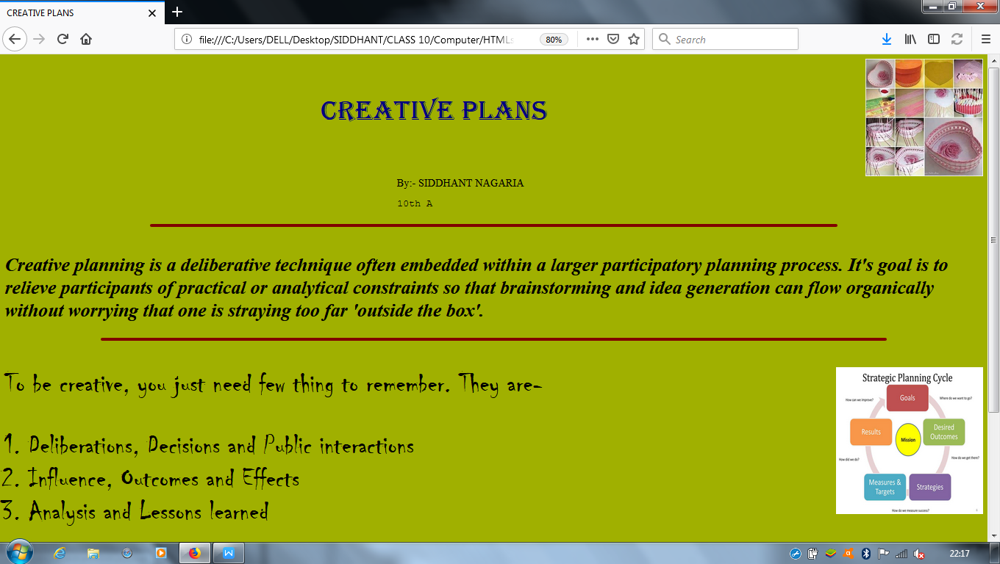 CREATIVE PLANS
file:///C:/Users/DELL/Desktop/SIDDHANT/CLASS 10/Computer/HTML
80%
Search
CREATIVE PLANS
By:- SIDDHANT NAGARIA
10th A
Creative planning is a deliberative technique often embedded within a larger participatory planning process. It's goal is to
relieve participants of practical or analytical constraints so that brainstorming and idea generation can flow organically
without worrying that one is straying too far 'outside the box'.
To be creative, you just need few thing to remember. They are-
1. Deliberations, Decisions and Public interactions
2. Influence, Outcomes and Effects
3. Analysis and Lessons learned
Strategic Planning Cycle
Goals
How can we improve?
Where do we want to go?
Results
Mission
Desired
Outcomes
How did we do?
How do we get there?
Measures &
Targets
Strategies
How do we measure success?
22:17